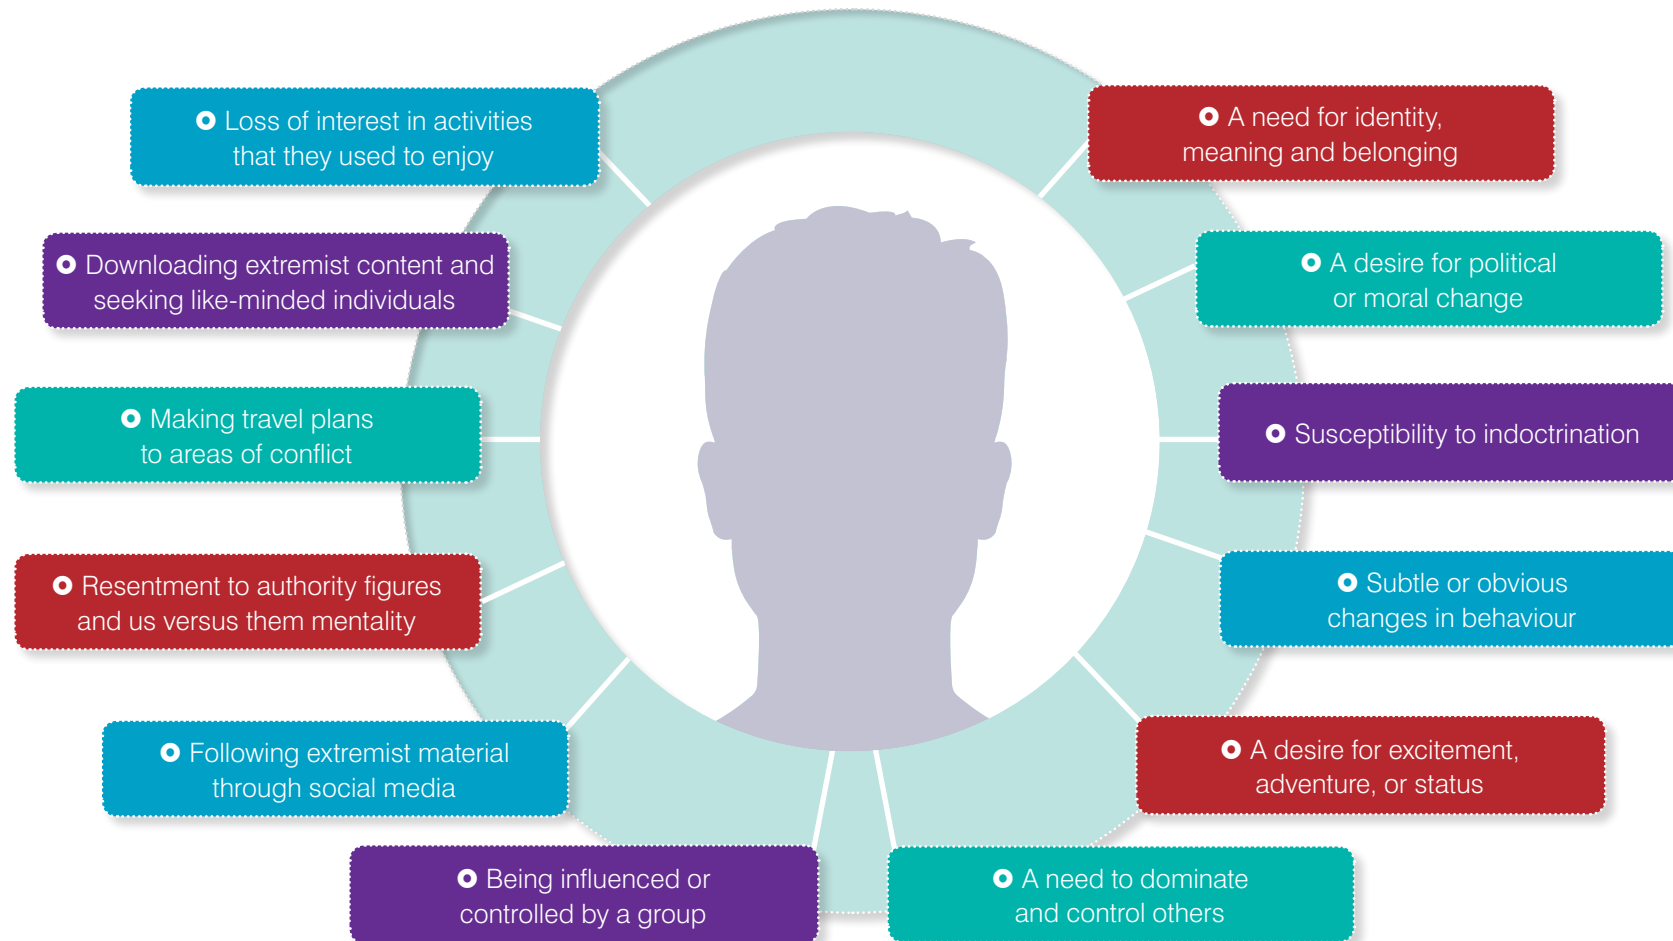 Loss of interest in activities
that they used to enjoy
Downloading extremist content and
seeking like-minded individuals
Making travel plans
to areas of conflict
Resentment to authority figures
and us versus them mentality
Following extremist material
through social media
Being influenced or
controlled by a group
A need for identity,
meaning and belonging
A desire for political
or moral change
Susceptibility to indoctrination
Subtle or obvious
changes in behaviour
A desire for excitement,
adventure, or status
A need to dominate
and control others